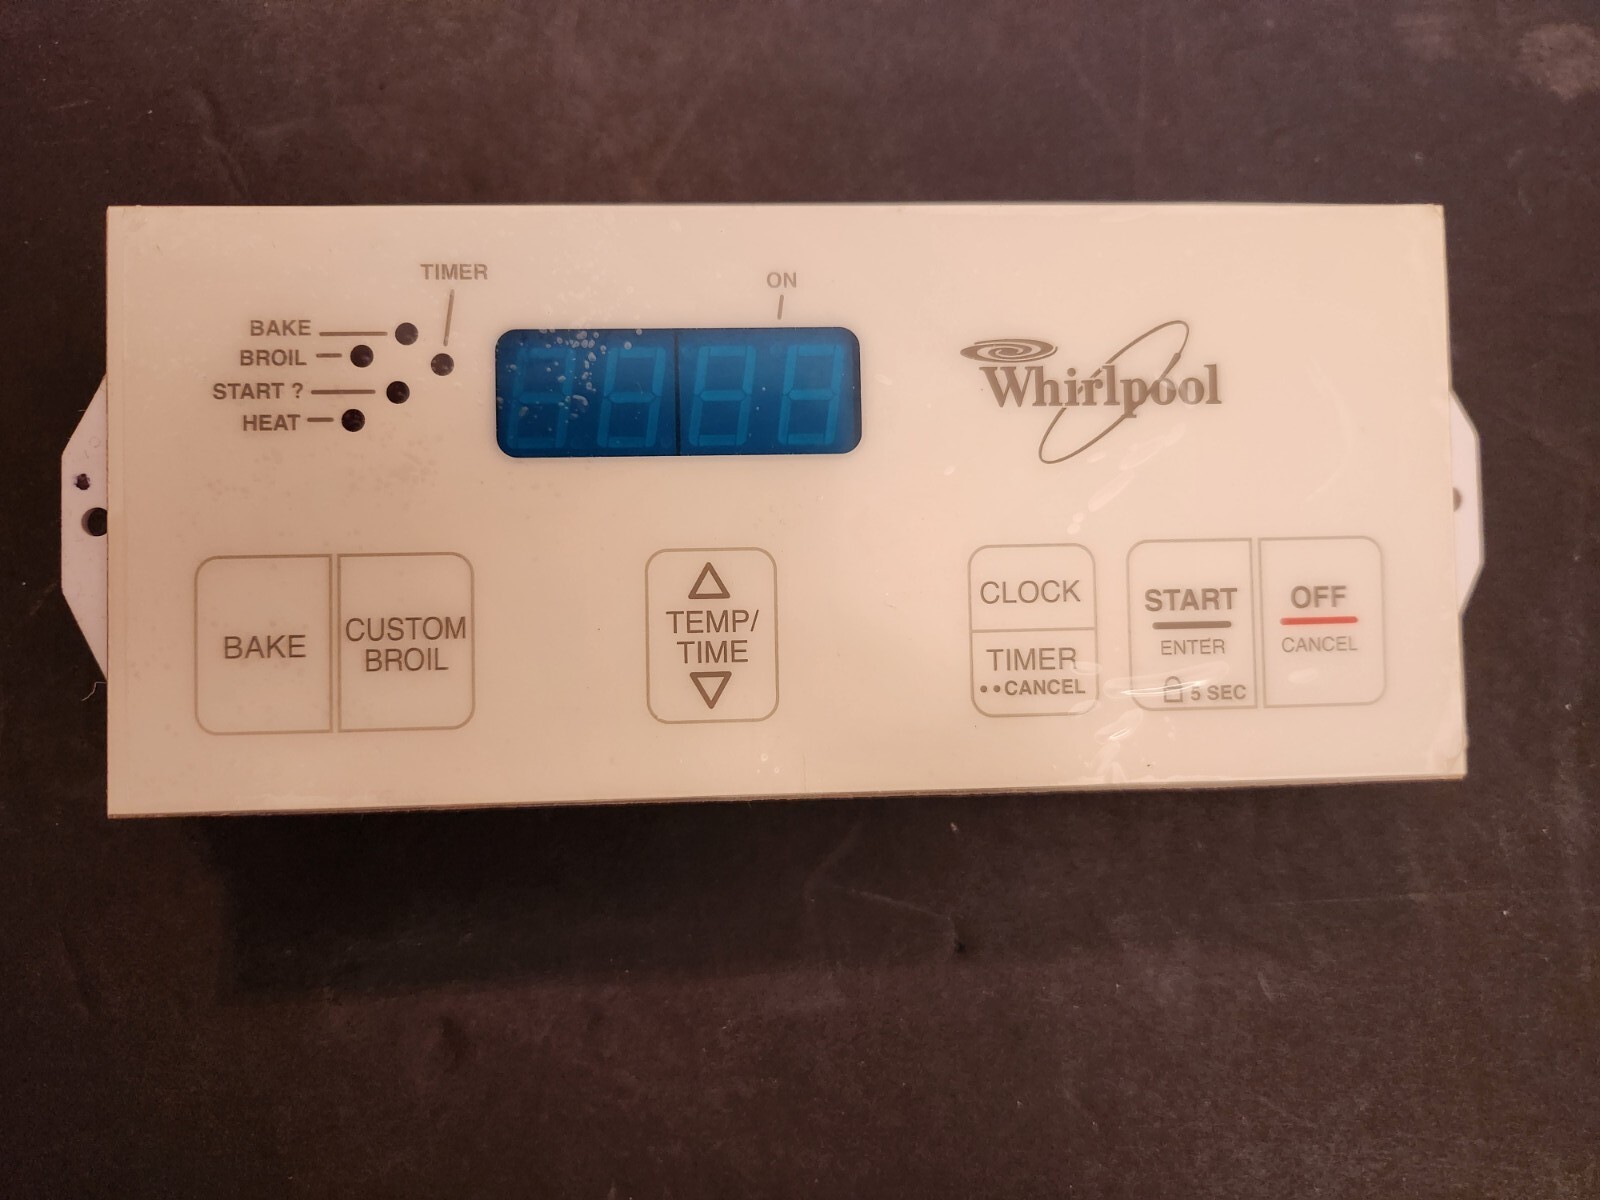 TIMER
ON
BAKE
BROIL
START ?
HEAT
Whirlpool
BAKE
CUSTOM
BROIL
TEMP/
TIME
CLOCK
TIMER
••CANCEL
START
ENTER
5 SEC
OFF
CANCEL